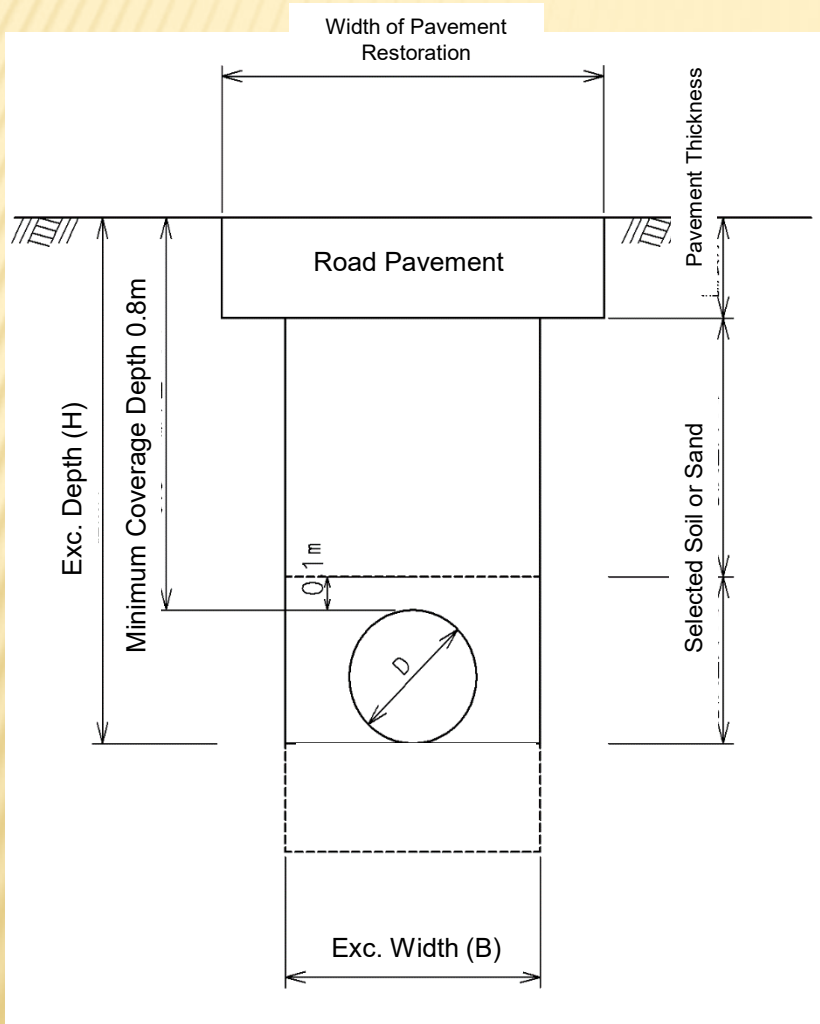 Width of Pavement
Restoration
Pavement Thickness
Road Pavement
Minimum Coverage Depth 0.8m
Exc. Depth (H)
Selected Soil or Sand
0.1m
D
Exc. Width (B)